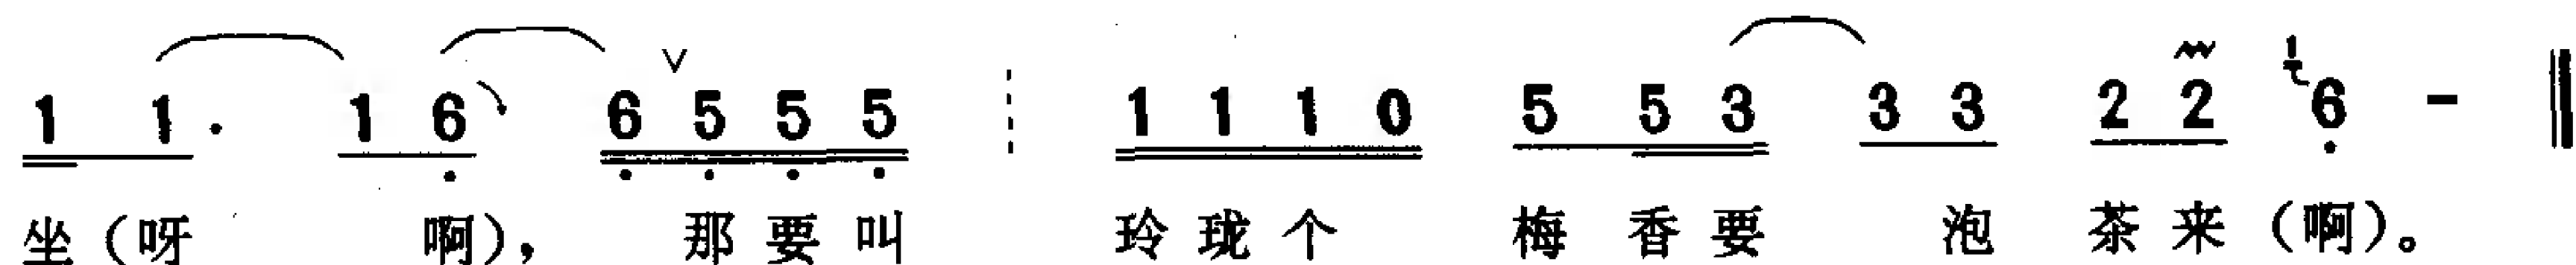 1 1. 1 6 6 5 5 5 1 1 1 0 5 5 3 3 3 2 2 1 6 -
坐（呀 啊），那要叫 玲珑个 梅香要 泡 茶来（啊）。